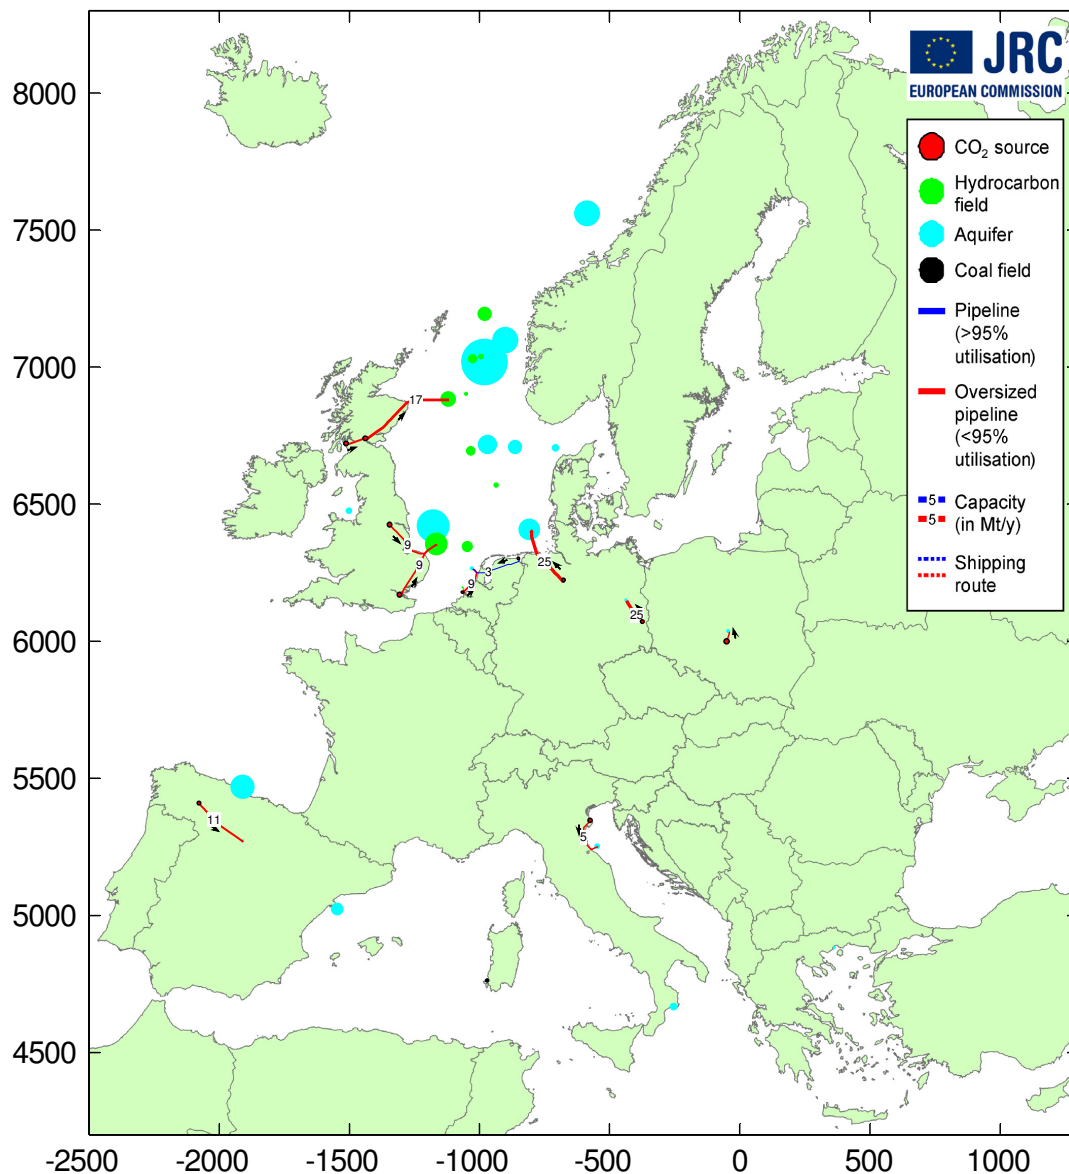 JRC
EUROPEAN COMMISSION
CO₂ source
Hydrocarbon
field
Aquifer
Coal field
Pipeline
(>95%
utilisation)
Oversized
pipeline
(<95%
utilisation)
5 Capacity
5 (in Mt/y)
Shipping
route
8000
7500
7000
6500
6000
5500
5000
4500
17
9
9
9
3
25
25
11
5
-2500 -2000 -1500 -1000 -500 0 500 1000